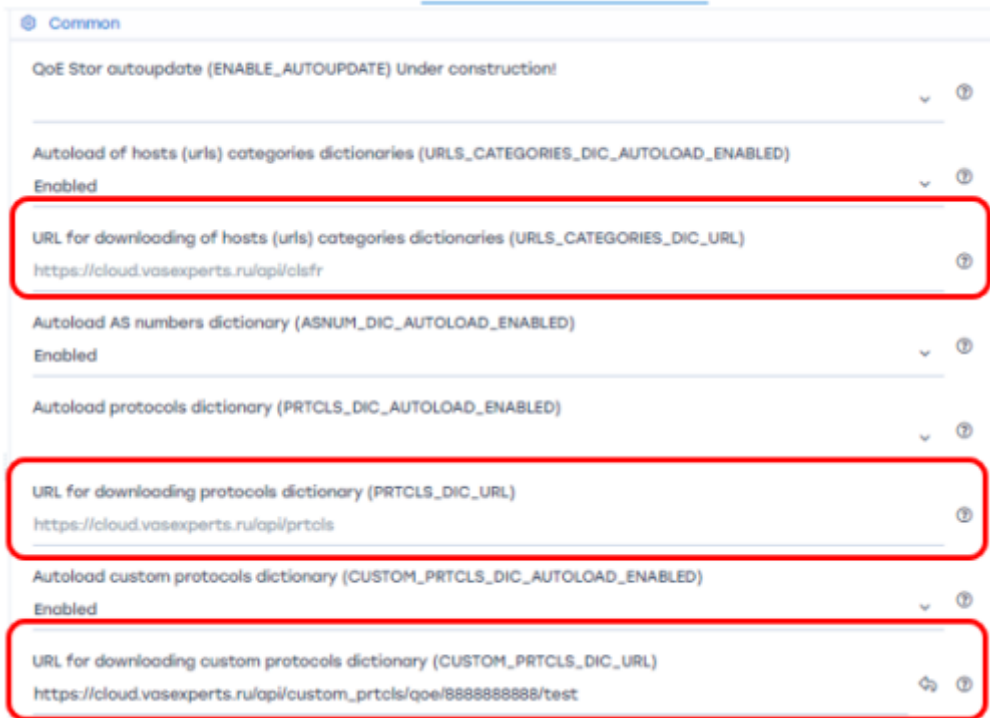 Common
QoE Stor autoupdate (ENABLE_AUTOUPDATE) Under construction!
Autoload of hosts (urls) categories dictionaries (URLS_CATEGORIES_DIC_AUTOLOAD_ENABLED)
Enabled
URL for downloading of hosts (urls) categories dictionaries (URLS_CATEGORIES_DIC_URL)
https://cloud.vasexperts.ru/api/clsfr
Autoload AS numbers dictionary (ASNUM_DIC_AUTOLOAD_ENABLED)
Enabled
Autoload protocols dictionary (PRTCLS_DIC_AUTOLOAD_ENABLED)
URL for downloading protocols dictionary (PRTCLS_DIC_URL)
https://cloud.vasexperts.ru/api/prtcls
Autoload custom protocols dictionary (CUSTOM_PRTCLS_DIC_AUTOLOAD_ENABLED)
Enabled
URL for downloading custom protocols dictionary (CUSTOM_PRTCLS_DIC_URL)
https://cloud.vasexperts.ru/api/custom_prtcls/qoe/8888888888/test